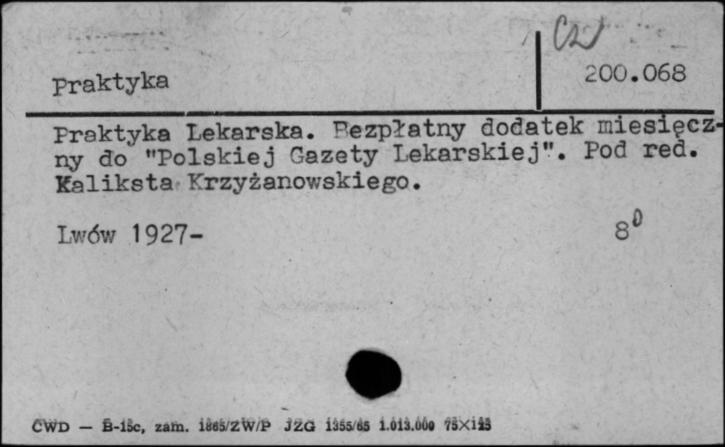 Cz
Praktyka 200.068
Praktyka Lekarska. Bezpłatny dodatek miesięcz-
ny do "Polskiej Gazety Lekarskiej". Pod red.
Kaliksta Krzyżanowskiego.
Lwów 1927- 8⁰
CWD — B-15c, zam. 1865/ZW/P JZG 1355/65 1.013.000 75×125